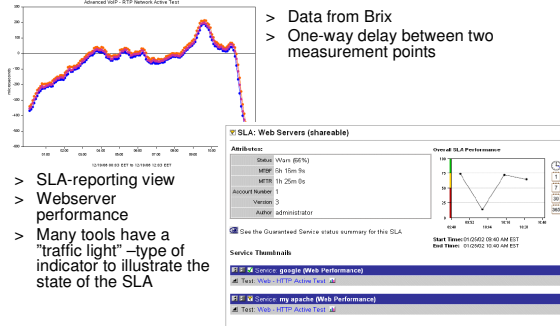 Advanced VoIP - RTP Network Active Test
> Data from Brix
> One-way delay between two measurement points
> SLA-reporting view
> Webserver performance
> Many tools have a "traffic light" –type of indicator to illustrate the state of the SLA
SLA: Web Servers (shareable)
Attributes:
Status Warn (66%)
MTBF 5h 16m 9s
MTTR 1h 25m 0s
Account Number 1
Version 3
Author administrator
Overall SLA Performance
Start Time: 01/25/02 09:40 AM EST
End Time: 01/25/02 10:40 AM EST
See the Guaranteed Service status summary for this SLA
Service Thumbnails
Service: google (Web Performance)
Test: Web - HTTP Active Test
Service: my apache (Web Performance)
Test: Web - HTTP Active Test